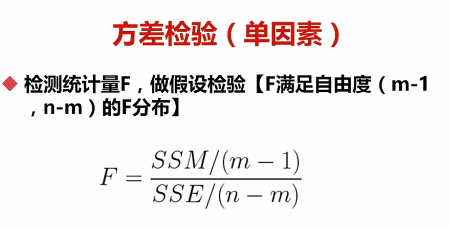 方差检验（单因素）
检测统计量F，做假设检验【F满足自由度（m-1
，n-m）的F分布】
F = \frac{SSM/(m-1)}{SSE/(n-m)}